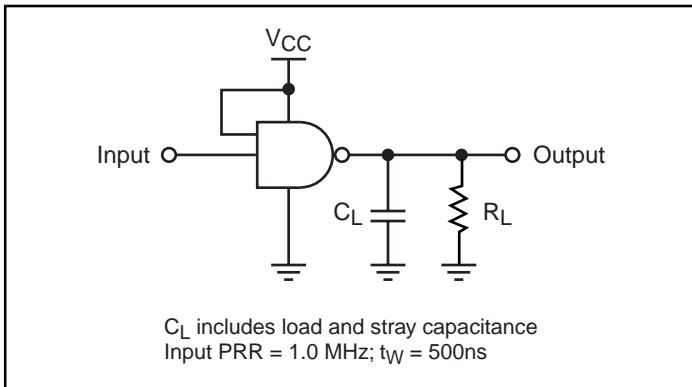 VCC
Input
Output
CL
RL
CL includes load and stray capacitance
Input PRR = 1.0 MHz; tW = 500ns